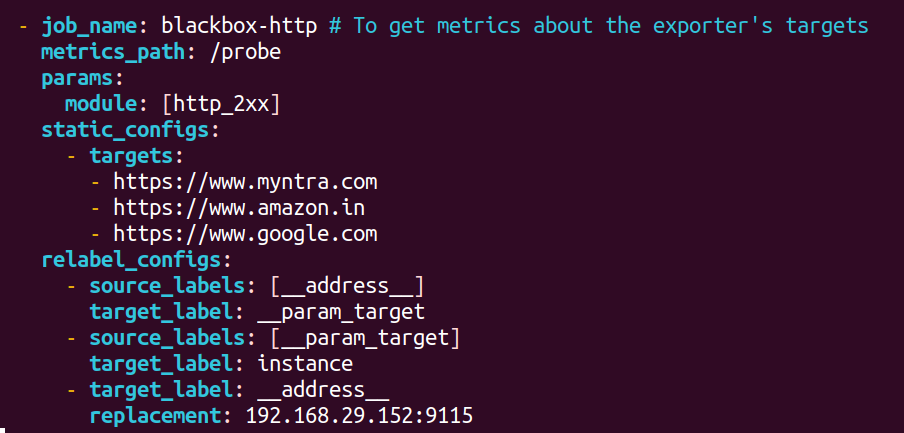 - job_name: blackbox-http # To get metrics about the exporter's targets
metrics_path: /probe
params:
module: [http_2xx]
static_configs:
- targets:
- https://www.myntra.com
- https://www.amazon.in
- https://www.google.com
relabel_configs:
- source_labels: [__address__]
target_label: __param_target
- source_labels: [__param_target]
target_label: instance
- target_label: __address__
replacement: 192.168.29.152:9115